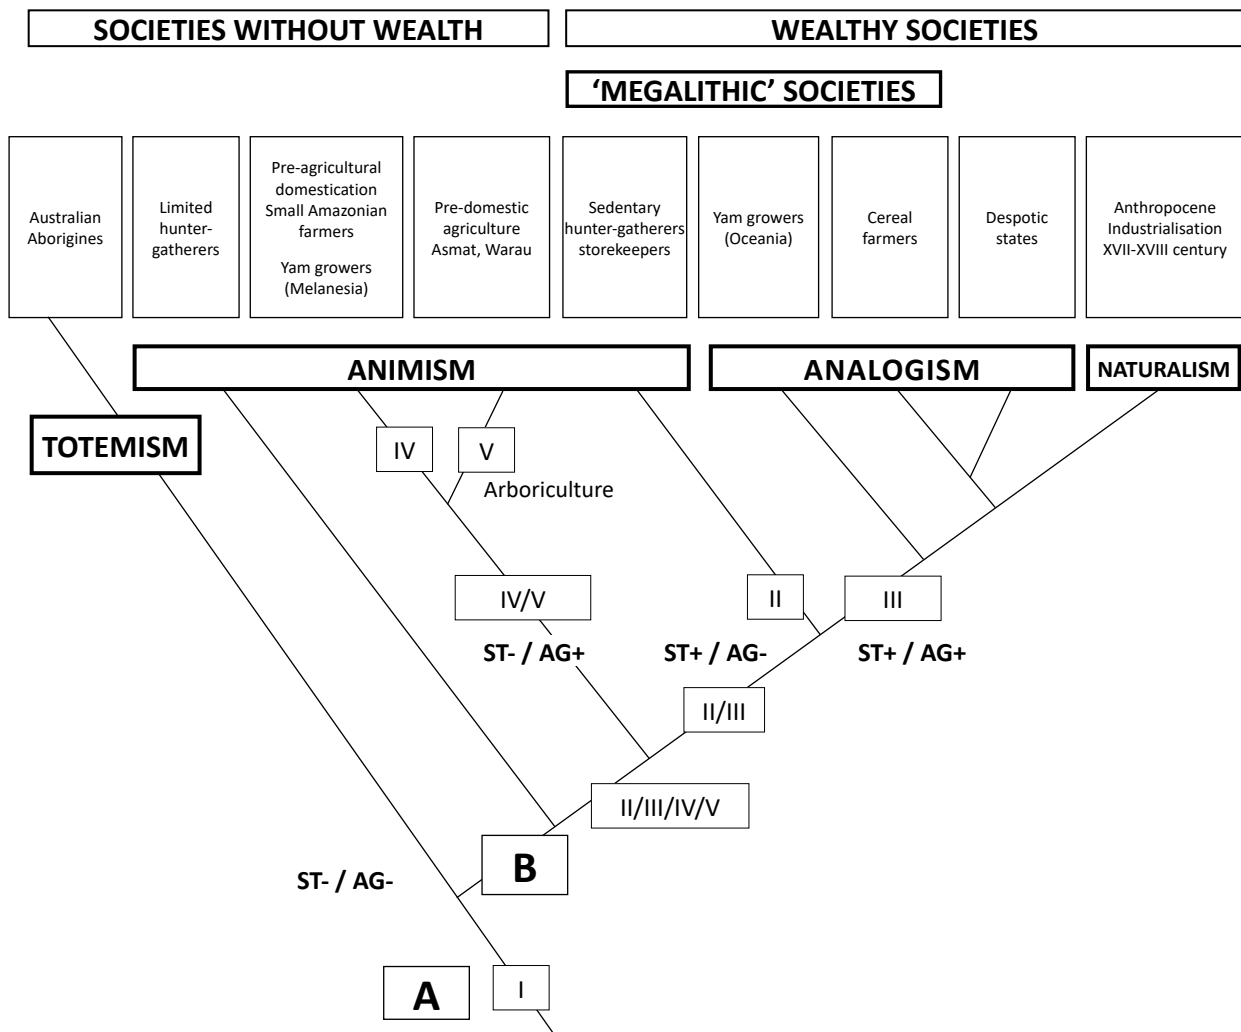 SOCIETIES WITHOUT WEALTH
WEALTHY SOCIETIES
‘MEGALITHIC’ SOCIETIES
Australian
Aborigines
Limited
hunter-
gatherers
Pre-agricultural
domestication
Small Amazonian
farmers
Yam growers
(Melanesia)
Pre-domestic
agriculture
Asmat, Warau
Sedentary
hunter-gatherers
storekeepers
Yam growers
(Oceania)
Cereal
farmers
Despotic
states
Anthropocene
Industrialisation
XVII-XVIII century
ANIMISM
ANALOGISM
NATURALISM
TOTEMISM
IV
V
Arboriculture
IV/V
II
III
ST- / AG+
ST+ / AG-
ST+ / AG+
II/III
II/III/IV/V
B
ST- / AG-
A
I